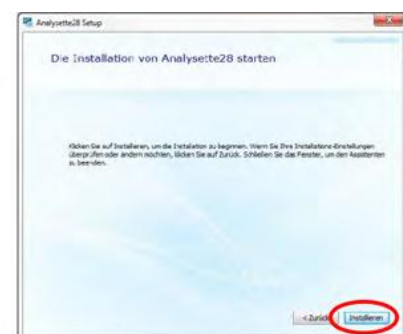 Analysette28 Setup
Die Installation von Analysette28 starten
Klicken Sie auf Installieren, um die Installation zu beginnen. Wenn Sie Ihre Installations-Einstellungen
überprüfen oder ändern möchten, klicken Sie auf Zurück. Schließen Sie das Fenster, um den Assistenten
zu beenden.
< Zurück Installieren